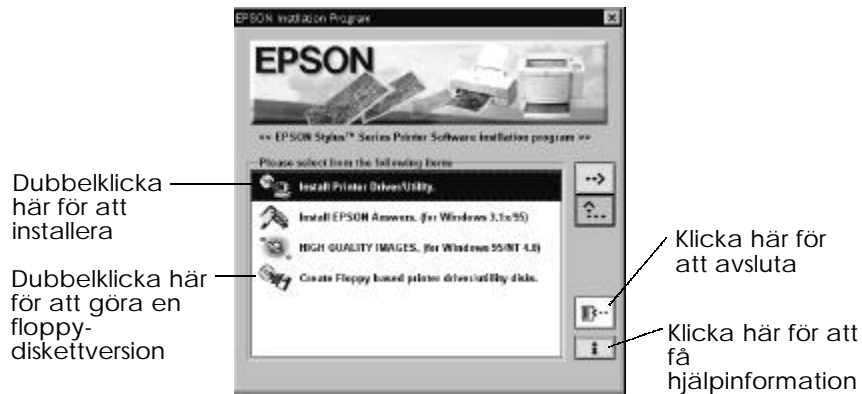 EPSON Instllation Program
EPSON
<< EPSON Stylus™ Series Printer Software instllation program >>
Please select from the following items
Install Printer Driver/Utility.
Install EPSON Answers. (for Windows 3.1x/95)
HIGH QUALITY IMAGES. (for Windows 95/NT 4.0)
Create Floppy based printer driver/utility disks.
Dubbelklicka
här för att
installera
Dubbelklicka här
för att göra en
floppy-
diskettversion
Klicka här för
att avsluta
Klicka här för att
få
hjälpinformation